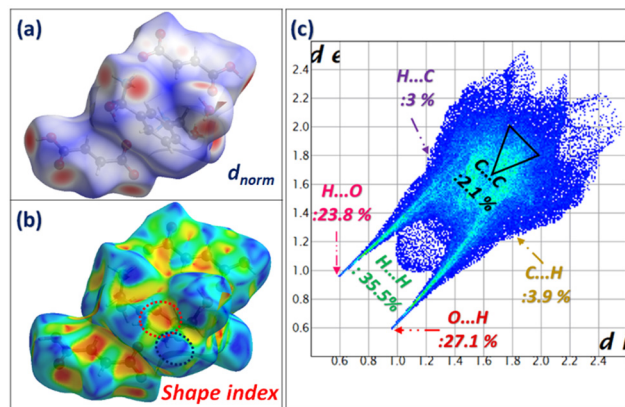 (a)
d norm
(b)
Shape index
(c)
d e
2.4
2.2
2.0
1.8
1.6
1.4
1.2
1.0
0.8
0.6
H...C
:3 %
C...C
:2.1 %
H...O
:23.8 %
H...H
:35.5%
C...H
:3.9 %
O...H
:27.1 %
0.6 0.8 1.0 1.2 1.4 1.6 1.8 2.0 2.2 2.4
d